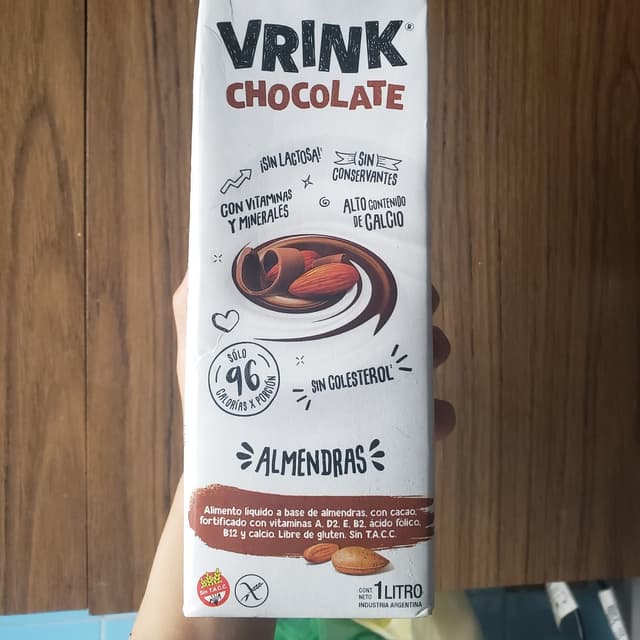 VRINK®
CHOCOLATE
¡SIN LACTOSA!
SIN
CONSERVANTES
CON VITAMINAS
Y MINERALES
ALTO CONTENIDO
DE CALCIO
SÓLO
96
CALORÍAS X PORCIÓN
SIN COLESTEROL
ALMENDRAS
Alimento líquido a base de almendras, con cacao,
fortificado con vitaminas A, D2, E, B2, ácido fólico,
B12 y calcio. Libre de gluten. Sin T.A.C.C.
Sin T.A.C.C.
CONT.
NETO
1 LITRO
INDUSTRIA ARGENTINA